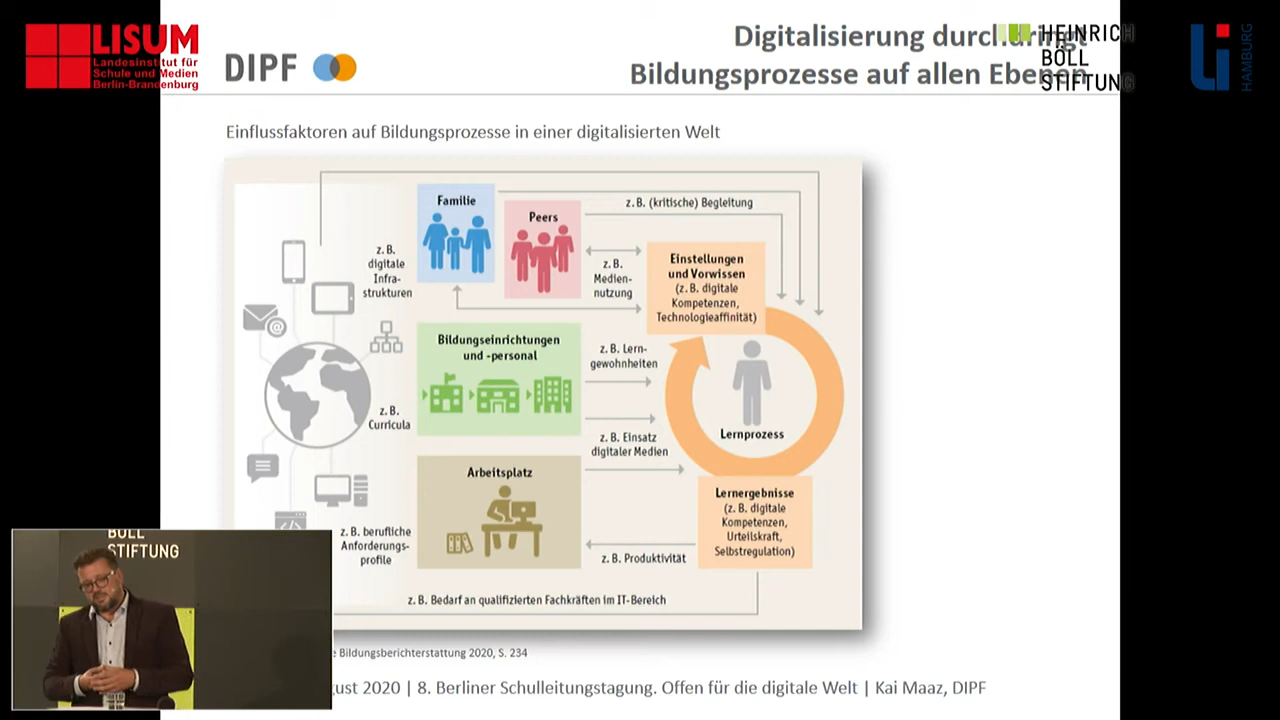 LISUM
Landesinstitut für
Schule und Medien
Berlin-Brandenburg
DIPF
Digitalisierung durchdringt
Bildungsprozesse auf allen Ebenen
HEINRICH
BÖLL
STIFTUNG
Li
HAMBURG
Einflussfaktoren auf Bildungsprozesse in einer digitalisierten Welt
Familie
Peers
z. B. (kritische) Begleitung
z. B.
digitale
Infra-
strukturen
z. B.
Medien-
nutzung
Einstellungen
und Vorwissen
(z. B. digitale
Kompetenzen,
Technologieaffinität)
@
Bildungseinrichtungen
und -personal
z. B. Lern-
gewohnheiten
z. B.
Curricula
z. B. Einsatz
digitaler Medien
Lernprozess
Arbeitsplatz
Lernergebnisse
(z. B. digitale
Kompetenzen,
Urteilskraft,
Selbstregulation)
</>
z. B. berufliche
Anforderungs-
profile
z. B. Produktivität
z. B. Bedarf an qualifizierten Fachkräften im IT-Bereich
BÖLL
STIFTUNG
Bildungsberichterstattung 2020, S. 234
gust 2020 | 8. Berliner Schulleitungstagung. Offen für die digitale Welt | Kai Maaz, DIPF